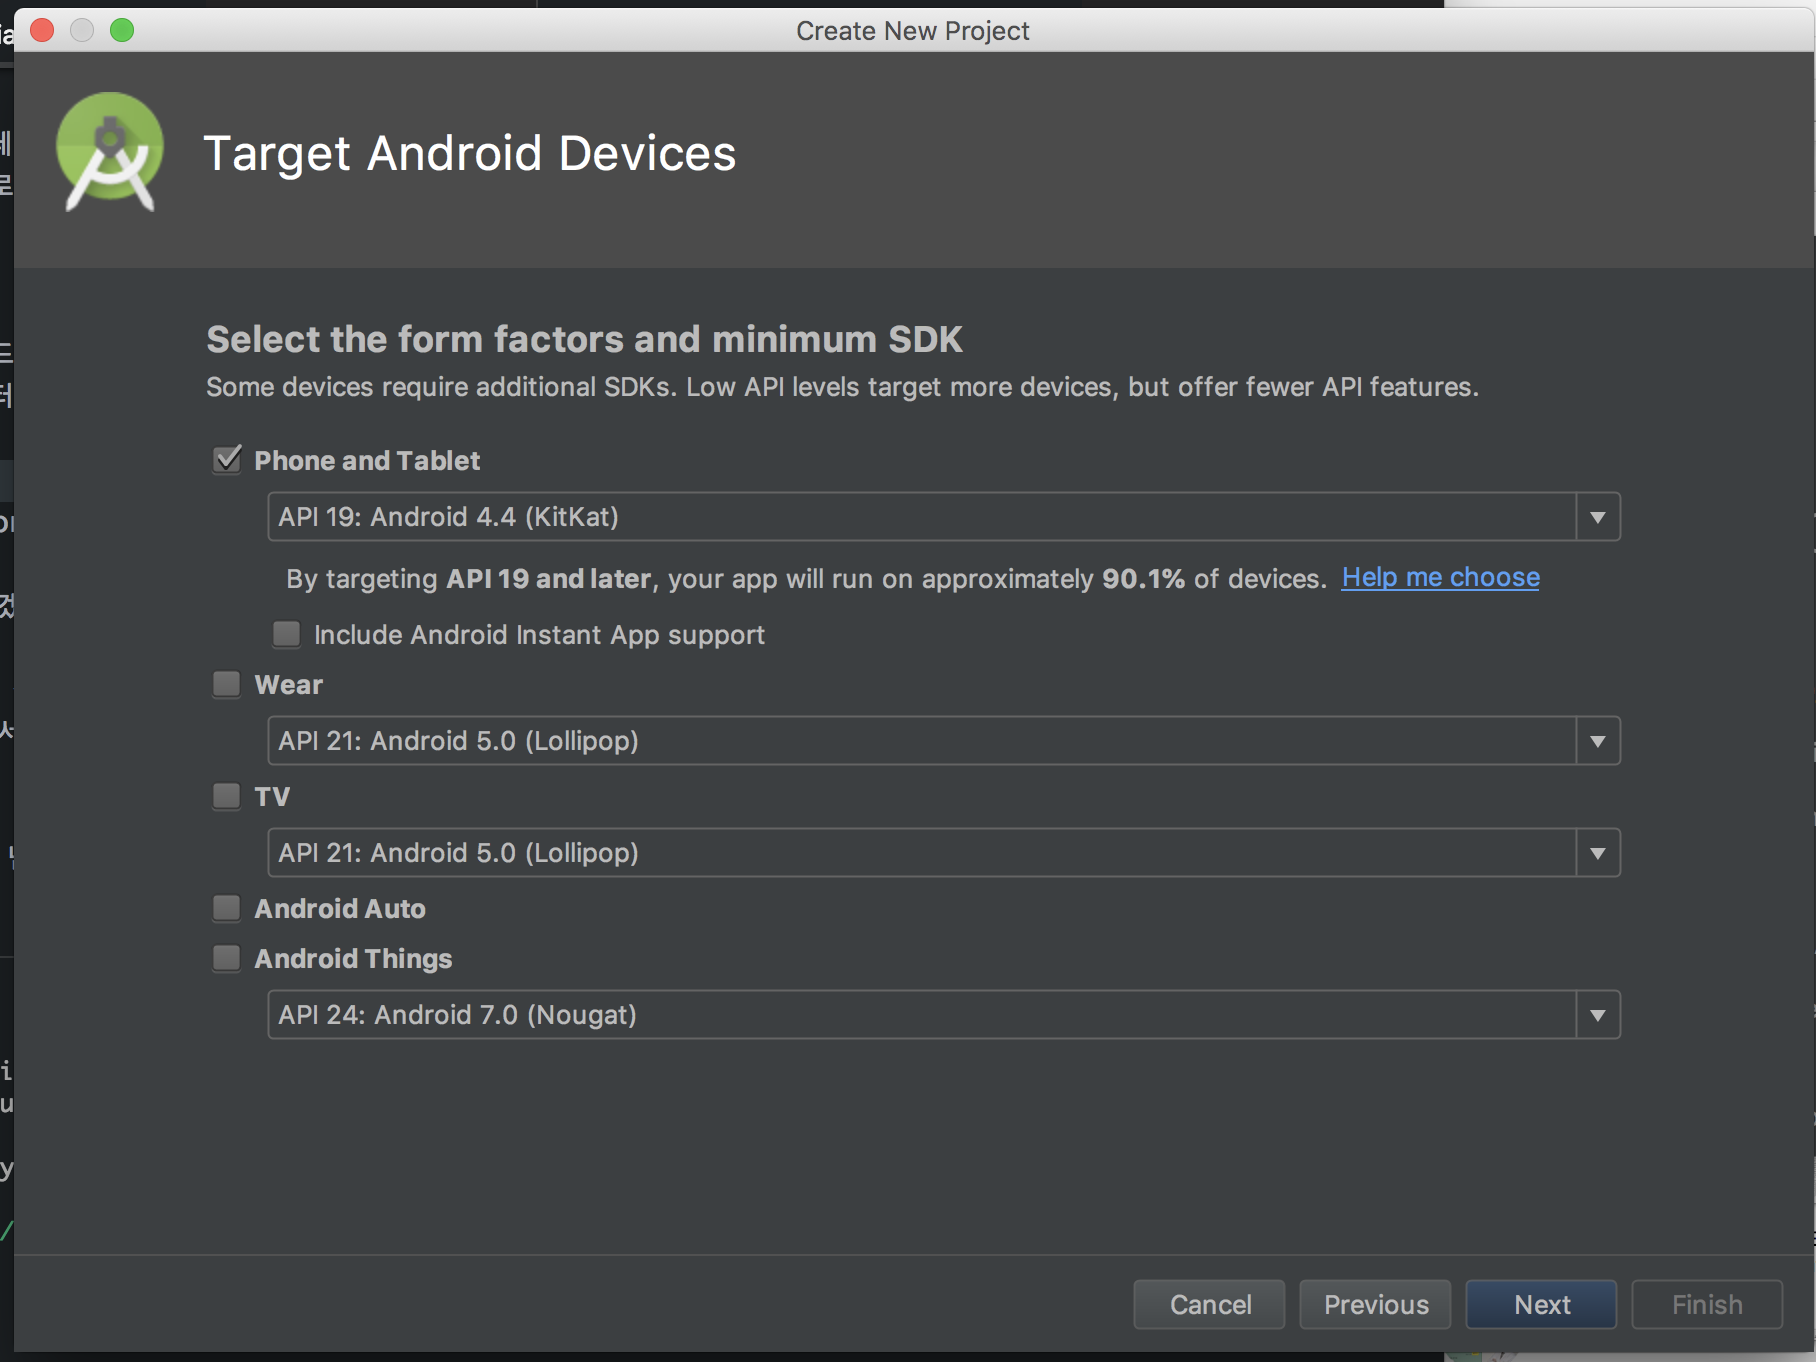 Create New Project
Target Android Devices
Select the form factors and minimum SDK
Some devices require additional SDKs. Low API levels target more devices, but offer fewer API features.
Phone and Tablet
API 19: Android 4.4 (KitKat)
By targeting API 19 and later, your app will run on approximately 90.1% of devices. Help me choose
Include Android Instant App support
Wear
API 21: Android 5.0 (Lollipop)
TV
API 21: Android 5.0 (Lollipop)
Android Auto
Android Things
API 24: Android 7.0 (Nougat)
Cancel Previous Next Finish